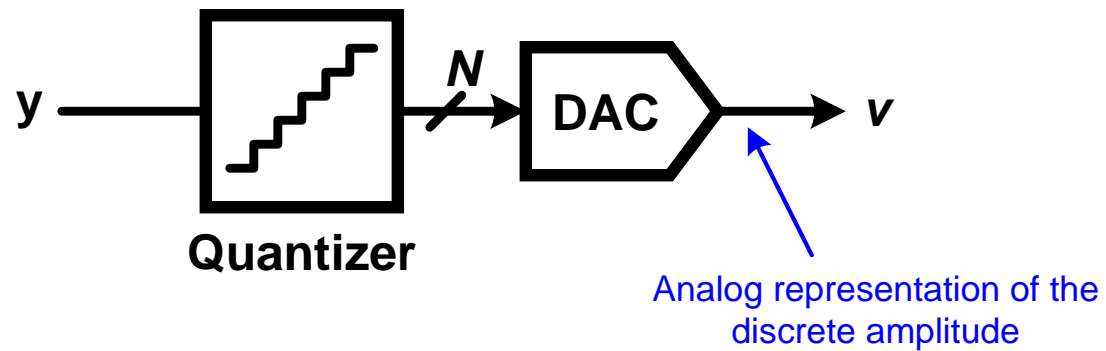 y
N
DAC
v
Quantizer
Analog representation of the
discrete amplitude